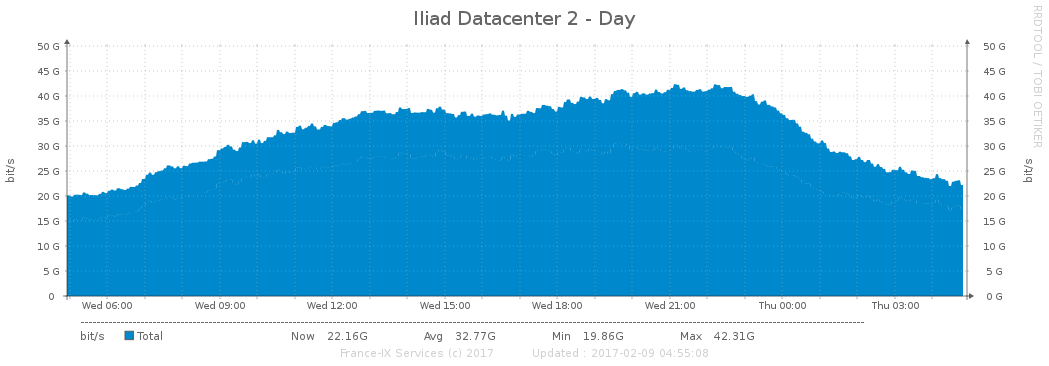 Iliad Datacenter 2 - Day
RRDTOOL / TOBI OETIKER
bit/s
50 G 50 G
45 G 45 G
40 G 40 G
35 G 35 G
30 G 30 G
25 G 25 G
20 G 20 G
15 G 15 G
10 G 10 G
5 G 5 G
0 0 G
bit/s
Wed 06:00 Wed 09:00 Wed 12:00 Wed 15:00 Wed 18:00 Wed 21:00 Thu 00:00 Thu 03:00
bit/s Total Now 22.16G Avg 32.77G Min 19.86G Max 42.31G
France-IX Services (c) 2017 Updated : 2017-02-09 04:55:08